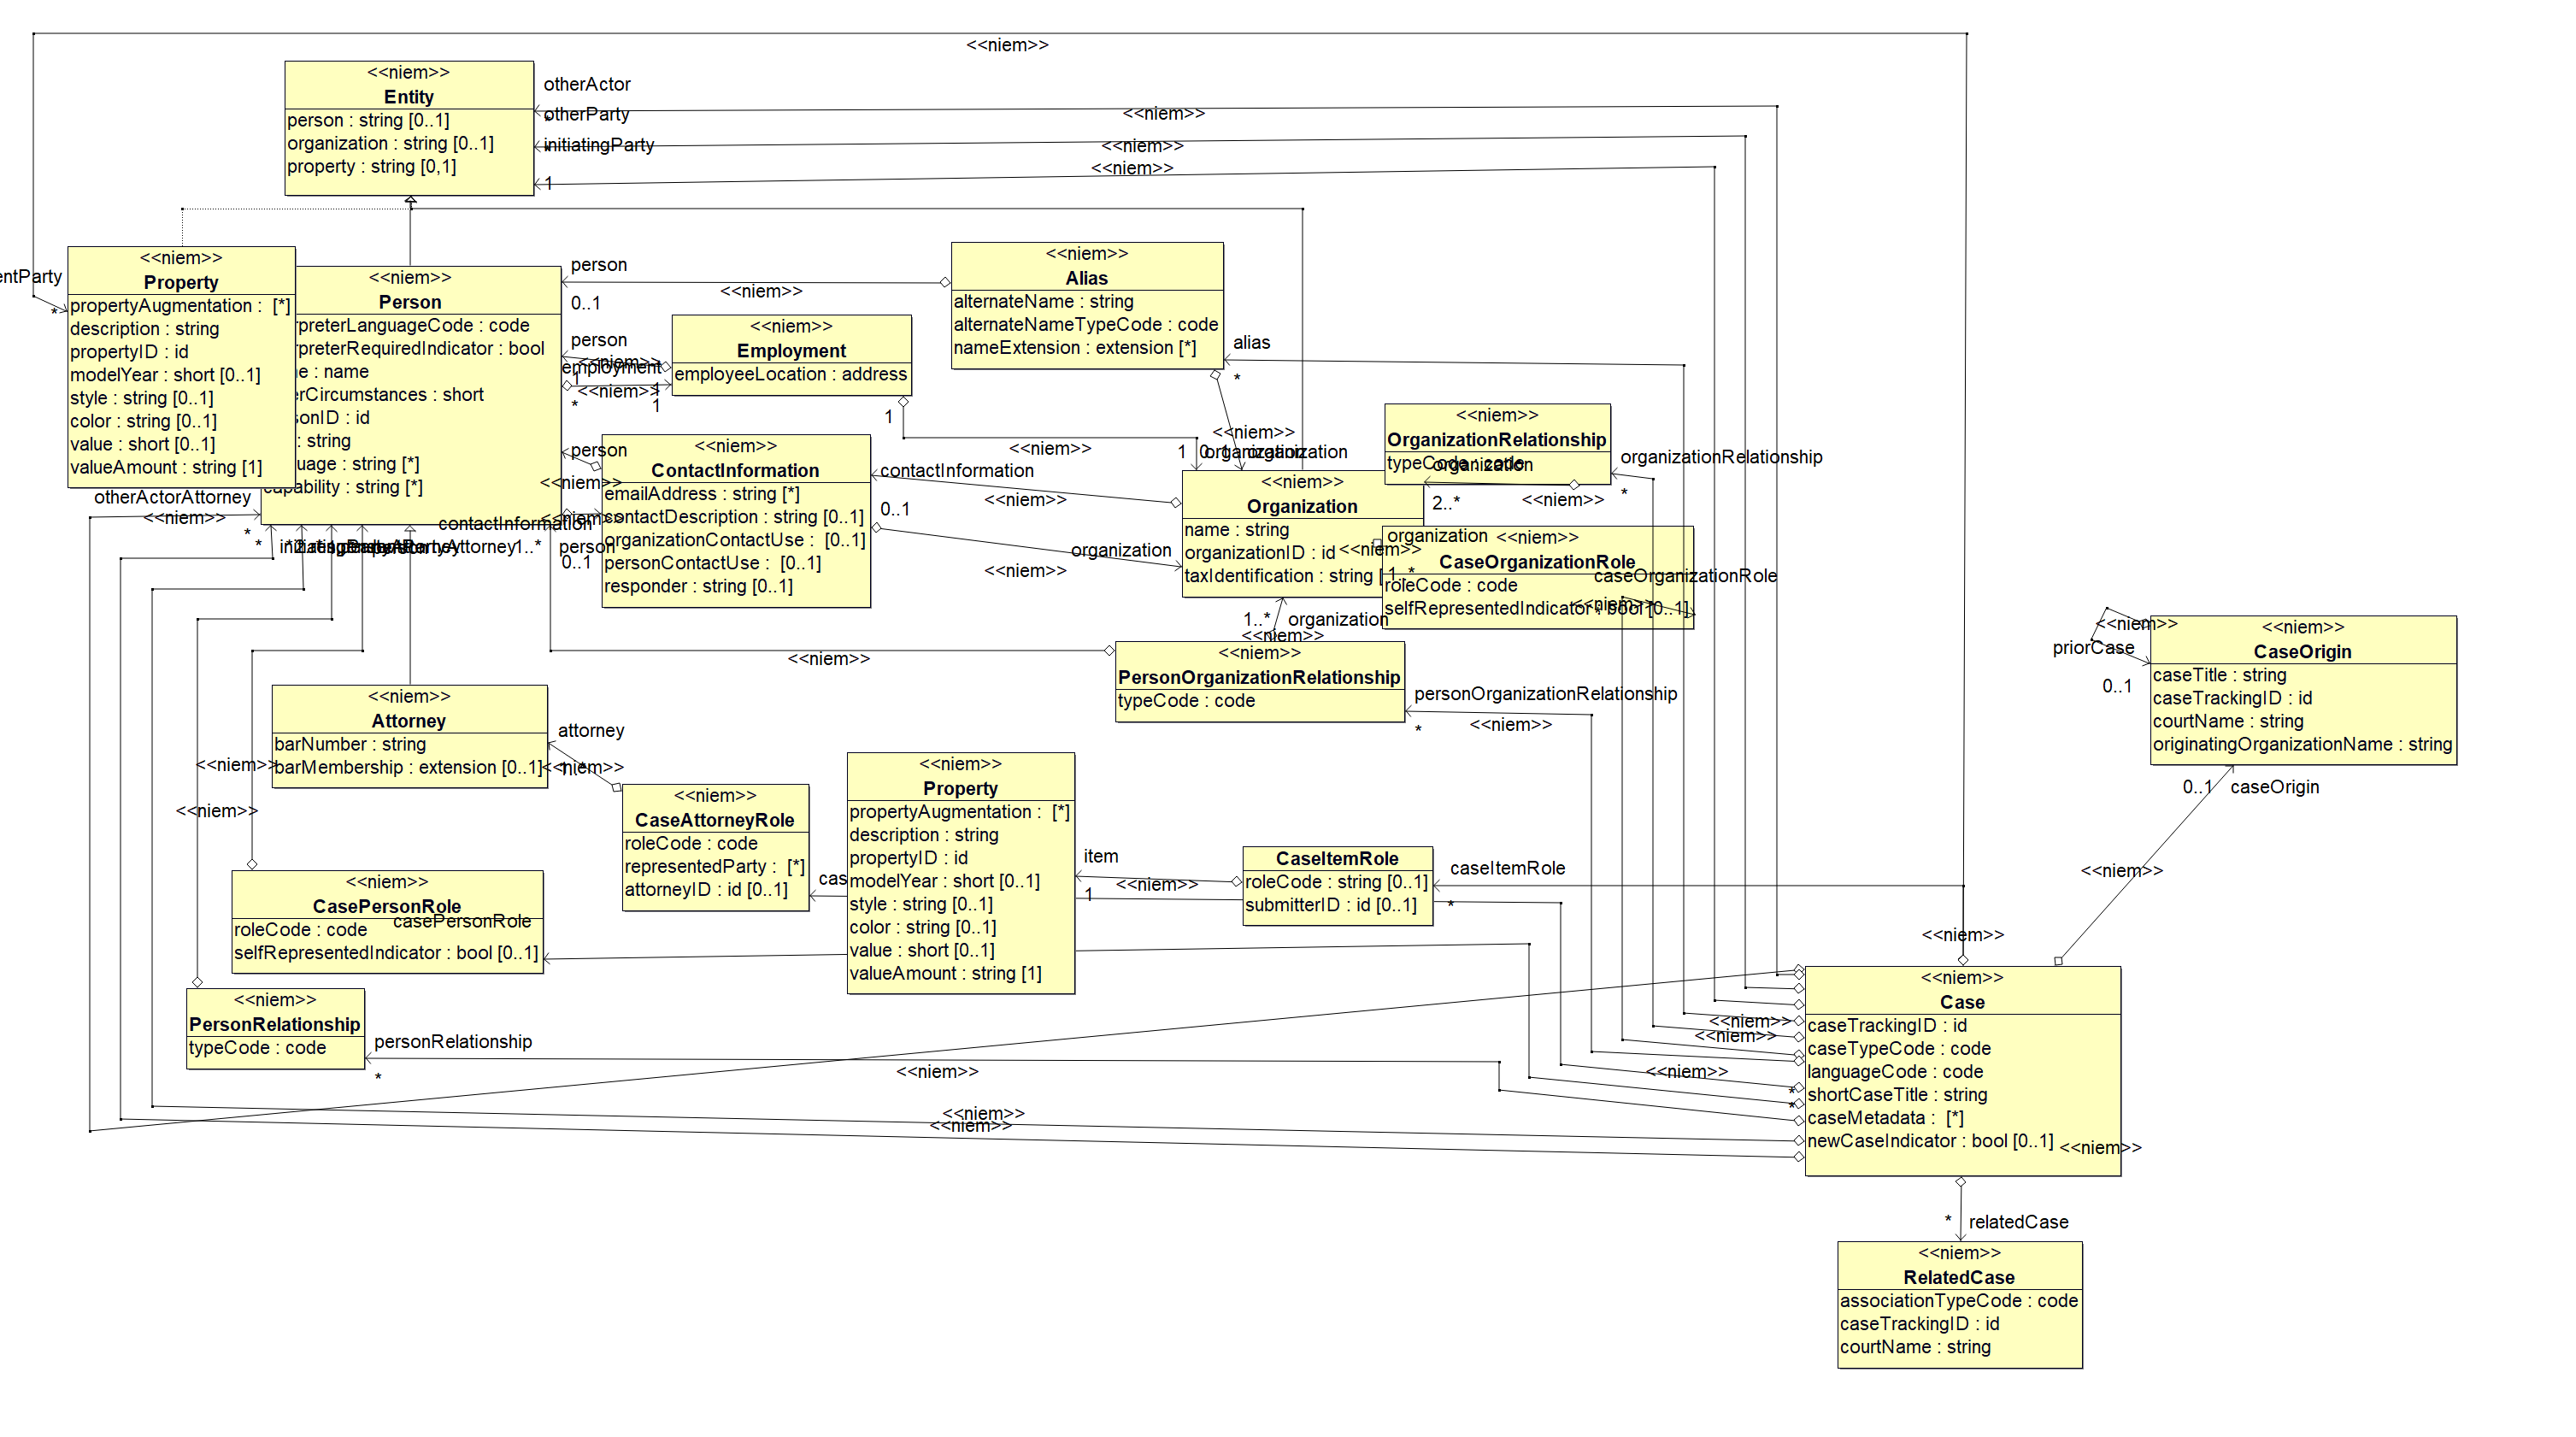 <<niem>>
<<niem>>
Entity
person : string [0..1]
organization : string [0..1]
property : string [0,1]
otherActor
*
otherParty
<<niem>>
initiatingParty
<<niem>>
<<niem>>
1
entParty
*
<<niem>>
Property
propertyAugmentation : [*]
description : string
propertyID : id
modelYear : short [0..1]
style : string [0..1]
color : string [0..1]
value : short [0..1]
valueAmount : string [1]
<<niem>>
Person
rpreterLanguageCode : code
rpreterRequiredIndicator : bool
e : name
erCircumstances : short
sonID : id
: string
uage : string [*]
capability : string [*]
person
0..1
<<niem>>
person
<<niem>>
employment
1
1
<<niem>>
*
1
<<niem>>
Employment
employeeLocation : address
1
<<niem>>
<<niem>>
Alias
alternateName : string
alternateNameTypeCode : code
nameExtension : extension [*]
alias
*
<<niem>>
1
0..1
organization
organization
person
<<niem>>
<<niem>>
contactInformation
<<niem>>
ContactInformation
emailAddress : string [*]
contactDescription : string [0..1]
organizationContactUse : [0..1]
personContactUse : [0..1]
responder : string [0..1]
contactInformation
0..1
<<niem>>
organization
<<niem>>
<<niem>>
Organization
name : string
organizationID : id
taxIdentification : string [
<<niem>>
OrganizationRelationship
typeCode : code
organization
2..*
<<niem>>
organizationRelationship
*
organization
<<niem>>
1..*
<<niem>>
CaseOrganizationRole
roleCode : code
selfRepresentedIndicator : bool [0..1]
caseOrganizationRole
<<niem>>
*
otherActorAttorney
<<niem>>
*
*
1..*
person
0..1
1..*
organization
<<niem>>
<<niem>>
<<niem>>
PersonOrganizationRelationship
typeCode : code
personOrganizationRelationship
*
<<niem>>
<<niem>>
priorCase
0..1
<<niem>>
CaseOrigin
caseTitle : string
caseTrackingID : id
courtName : string
originatingOrganizationName : string
0..1
caseOrigin
<<niem>>
<<niem>>
Attorney
barNumber : string
barMembership : extension [0..1]
attorney
1..*
<<niem>>
<<niem>>
<<niem>>
<<niem>>
CaseAttorneyRole
roleCode : code
representedParty : [*]
attorneyID : id [0..1]
cas
<<niem>>
Property
propertyAugmentation : [*]
description : string
propertyID : id
modelYear : short [0..1]
style : string [0..1]
color : string [0..1]
value : short [0..1]
valueAmount : string [1]
item
1
<<niem>>
CaseItemRole
roleCode : string [0..1]
submitterID : id [0..1]
caseItemRole
*
<<niem>>
<<niem>>
CasePersonRole
roleCode : code
selfRepresentedIndicator : bool [0..1]
casePersonRole
<<niem>>
PersonRelationship
typeCode : code
personRelationship
*
<<niem>>
<<niem>>
<<niem>>
<<niem>>
<<niem>>
<<niem>>
*
*
<<niem>>
Case
caseTrackingID : id
caseTypeCode : code
languageCode : code
shortCaseTitle : string
caseMetadata : [*]
newCaseIndicator : bool [0..1]
<<niem>>
*
relatedCase
<<niem>>
RelatedCase
associationTypeCode : code
caseTrackingID : id
courtName : string